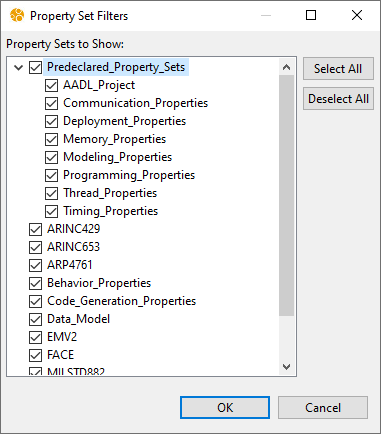 Property Set Filters
Property Sets to Show:
Predeclared_Property_Sets
AADL_Project
Communication_Properties
Deployment_Properties
Memory_Properties
Modeling_Properties
Programming_Properties
Thread_Properties
Timing_Properties
ARINC429
ARINC653
ARP4761
Behavior_Properties
Code_Generation_Properties
Data_Model
EMV2
FACE
MILSTD882
Select All
Deselect All
OK
Cancel